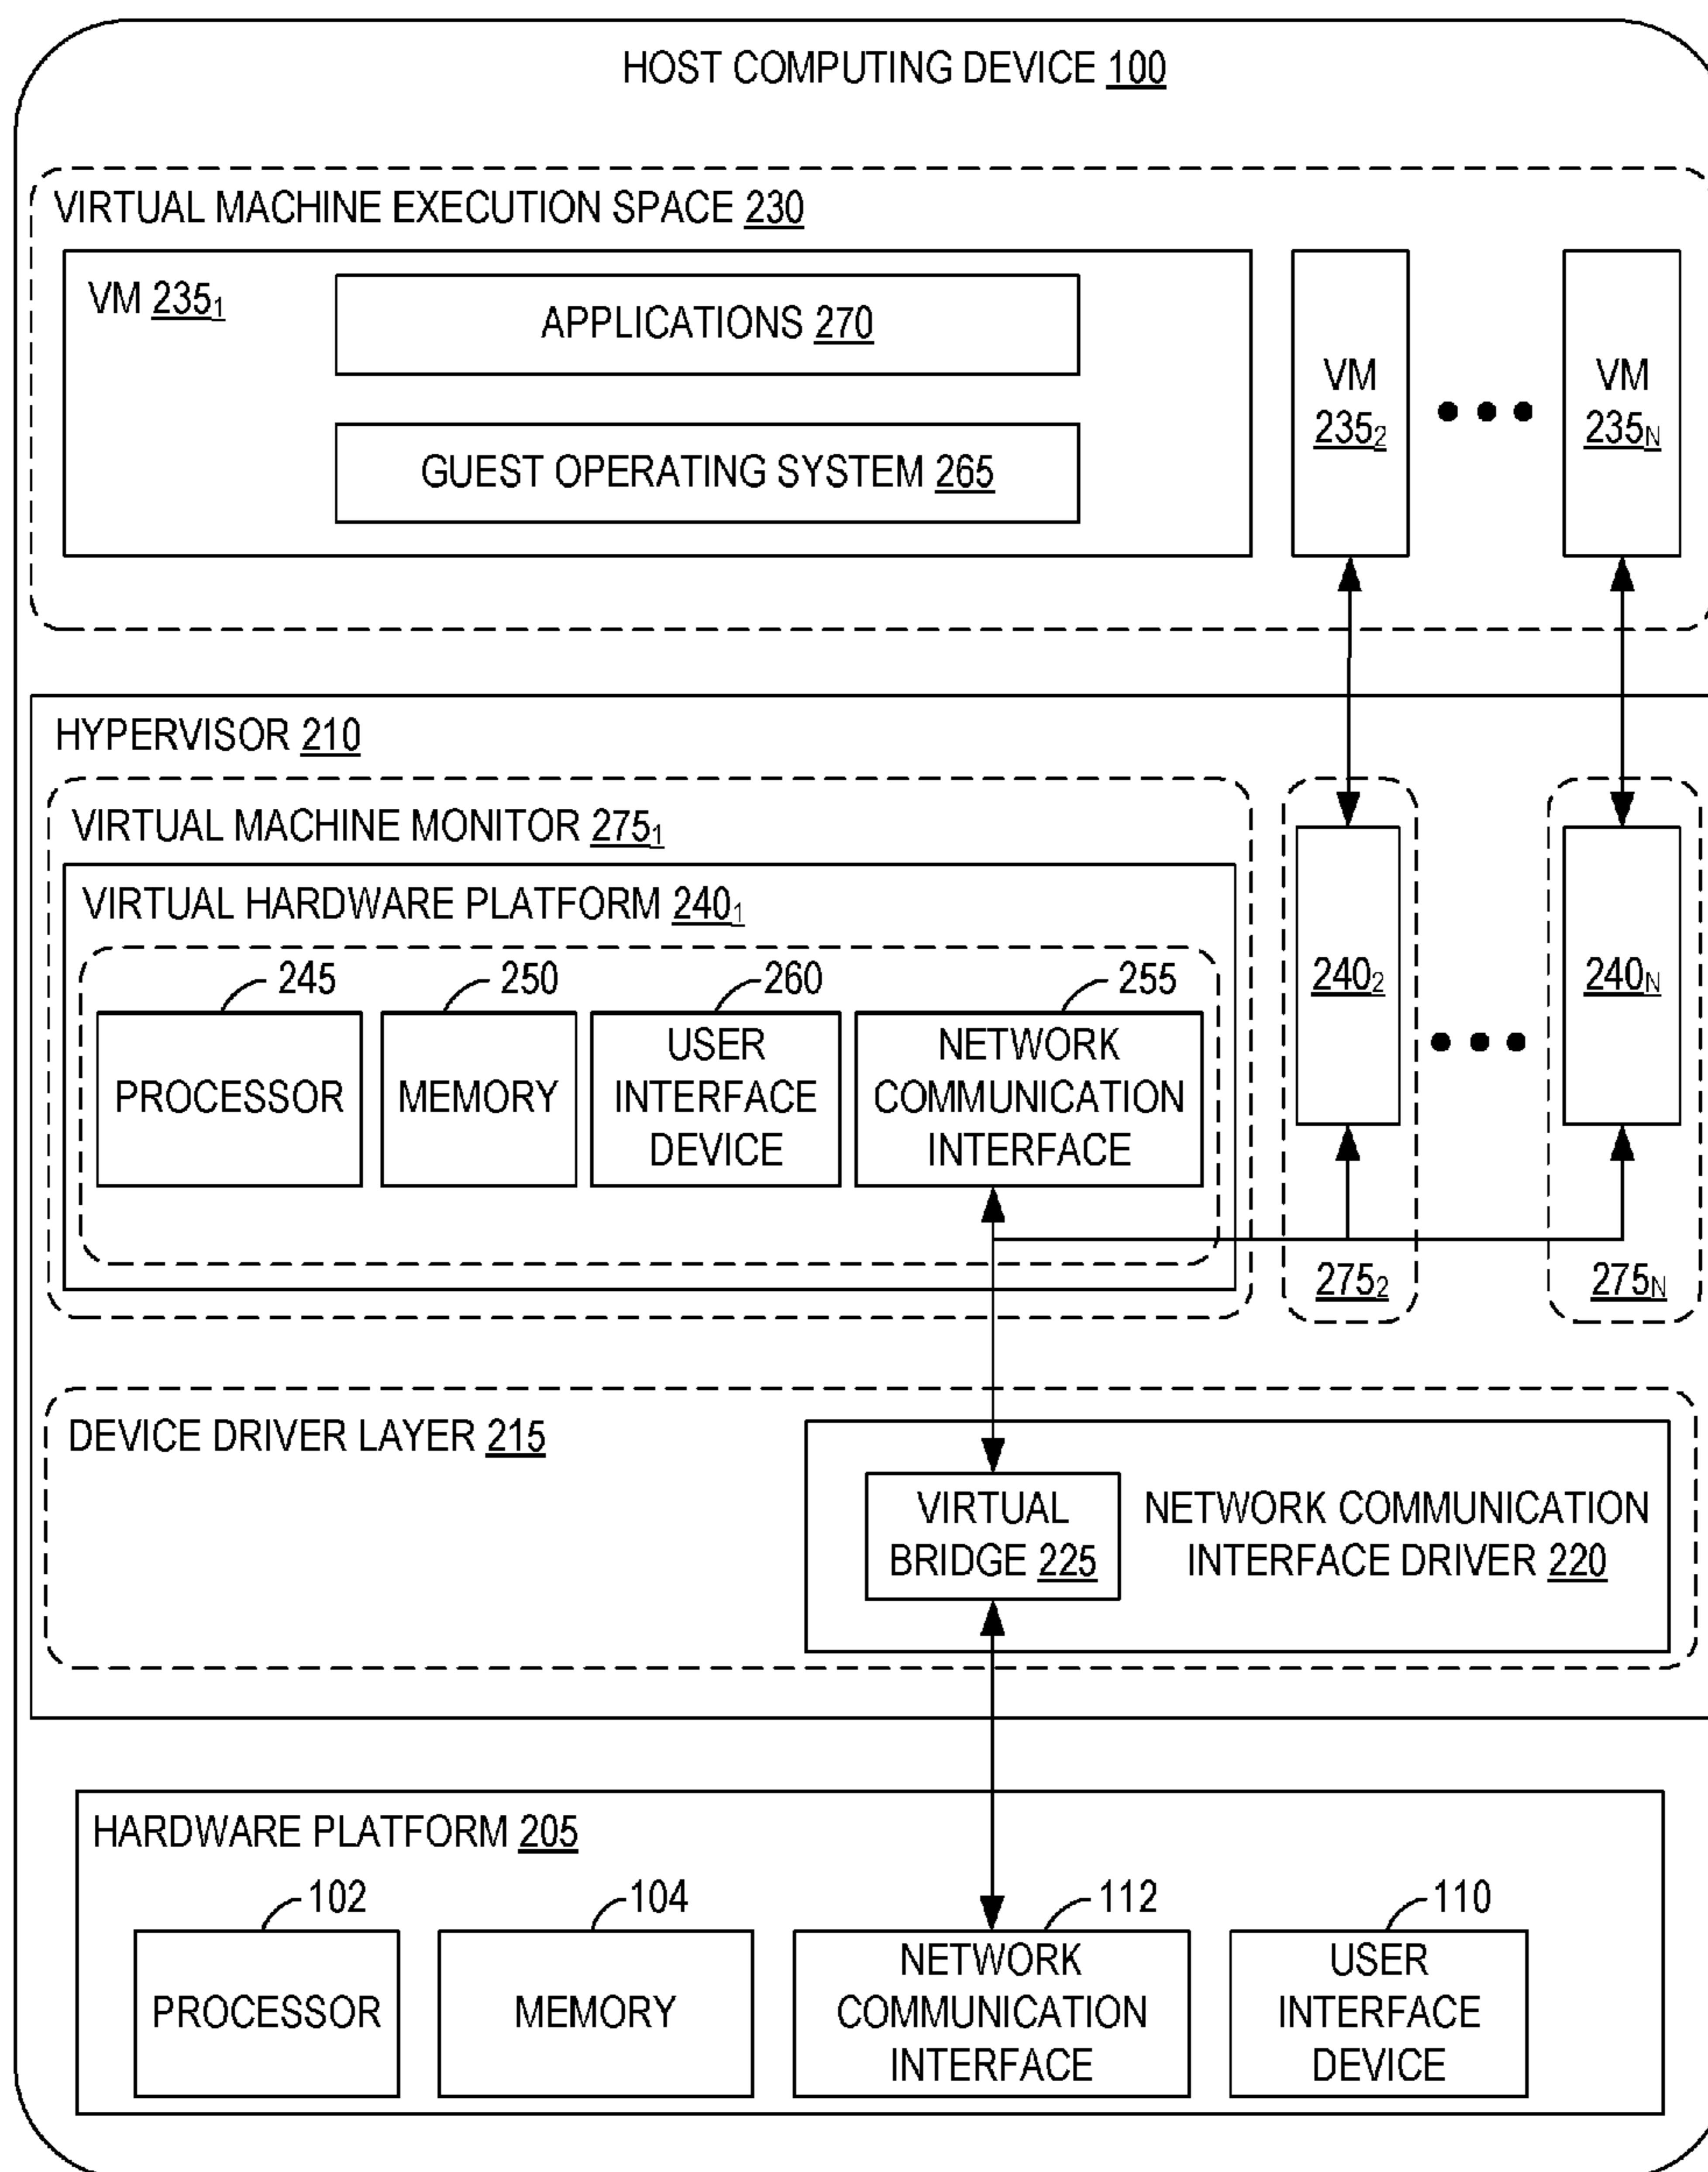 HOST COMPUTING DEVICE 100
VIRTUAL MACHINE EXECUTION SPACE 230
VM 235₁
APPLICATIONS 270
GUEST OPERATING SYSTEM 265
VM
235₂
VM
235ₙ
HYPERVISOR 210
VIRTUAL MACHINE MONITOR 275₁
VIRTUAL HARDWARE PLATFORM 240₁
245
250
260
255
PROCESSOR
MEMORY
USER
INTERFACE
DEVICE
NETWORK
COMMUNICATION
INTERFACE
240₂
240ₙ
275₂
275ₙ
DEVICE DRIVER LAYER 215
VIRTUAL
BRIDGE 225
NETWORK COMMUNICATION
INTERFACE DRIVER 220
HARDWARE PLATFORM 205
102
104
112
110
PROCESSOR
MEMORY
NETWORK
COMMUNICATION
INTERFACE
USER
INTERFACE
DEVICE